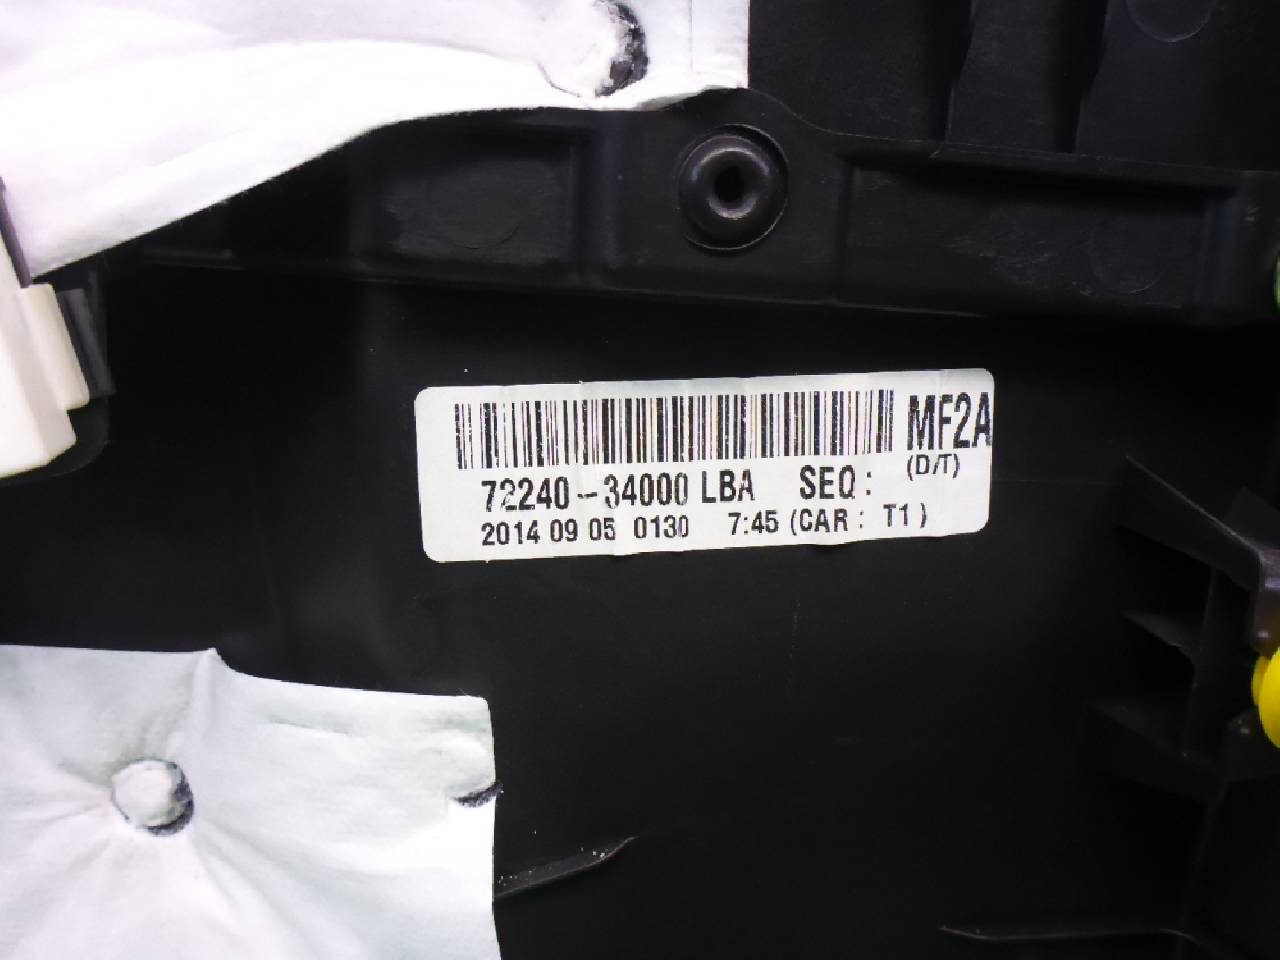 MF2A
(D/T)
72240-34000 LBA SEQ :
2014 09 05 0130 7:45 (CAR : T1 )